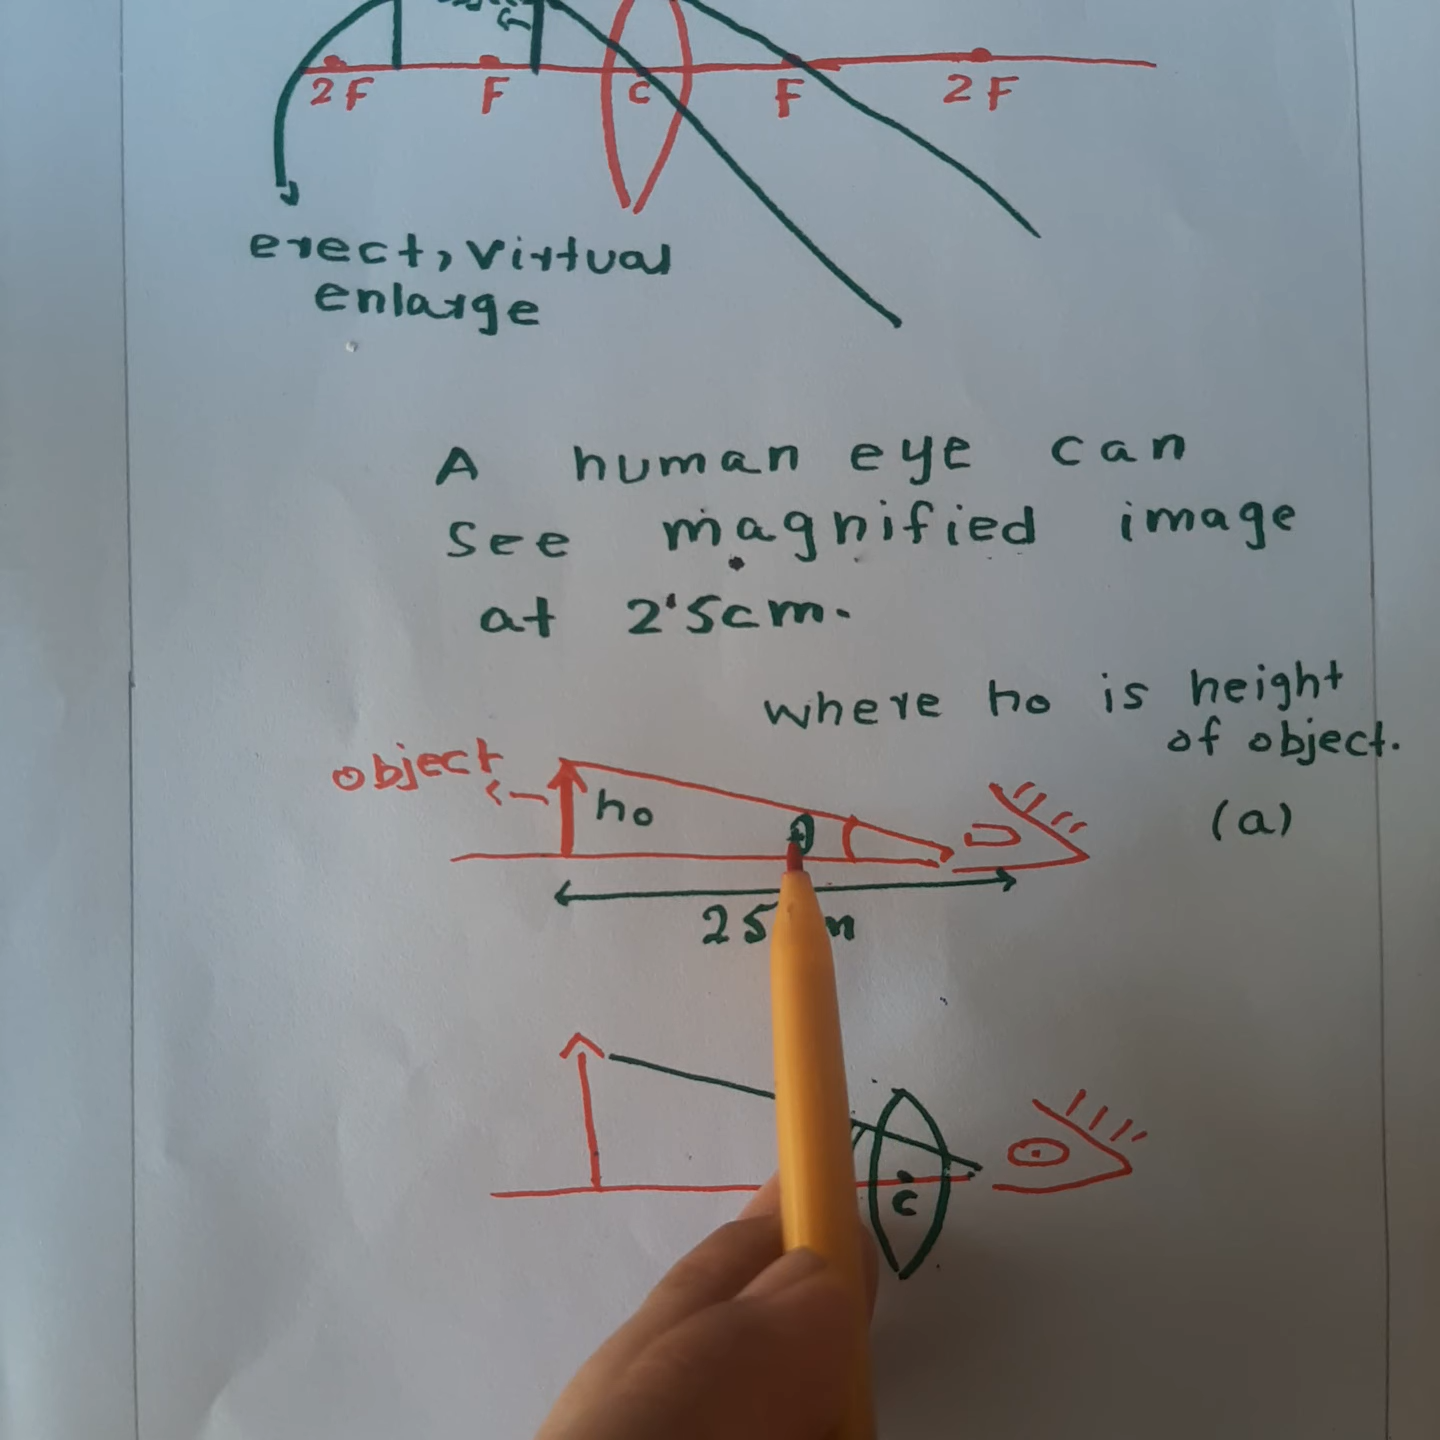 2F F C F 2F
erect, virtual
enlarge
A human eye can
see magnified image
at 2'5cm.
where ho is height
of object.
object
ho
θ
(a)
C